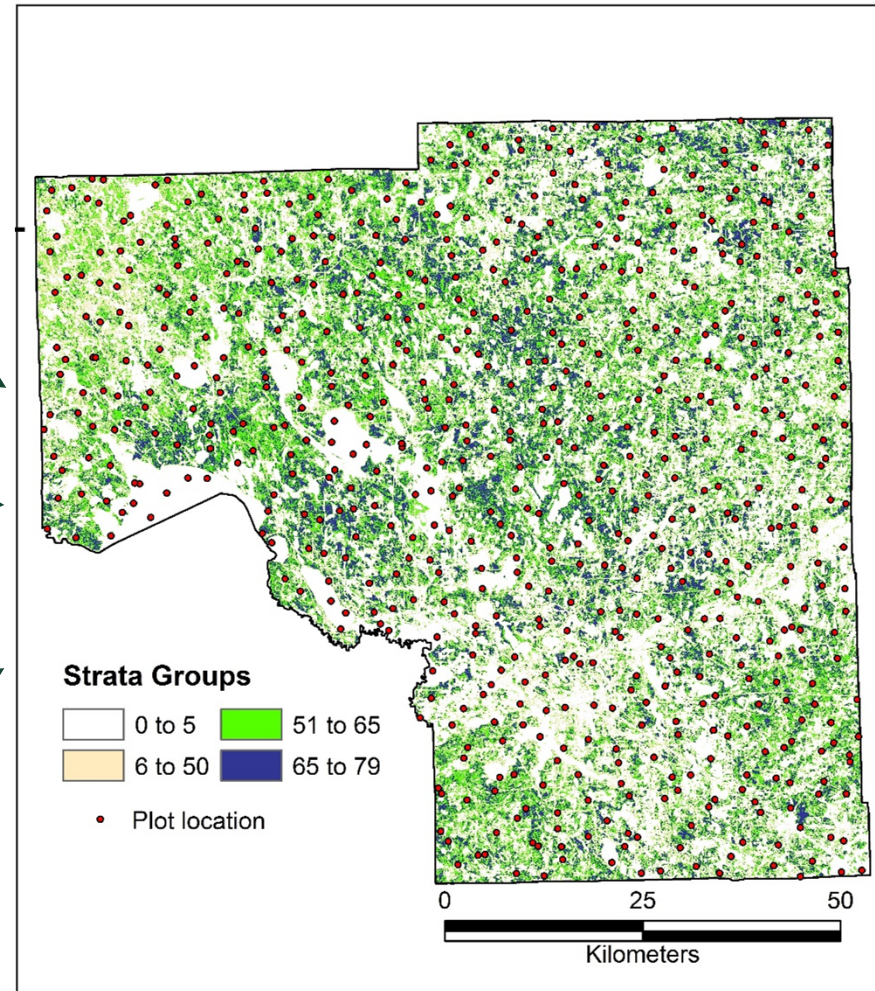 Strata Groups
0 to 5
51 to 65
6 to 50
65 to 79
Plot location
0
25
50
Kilometers